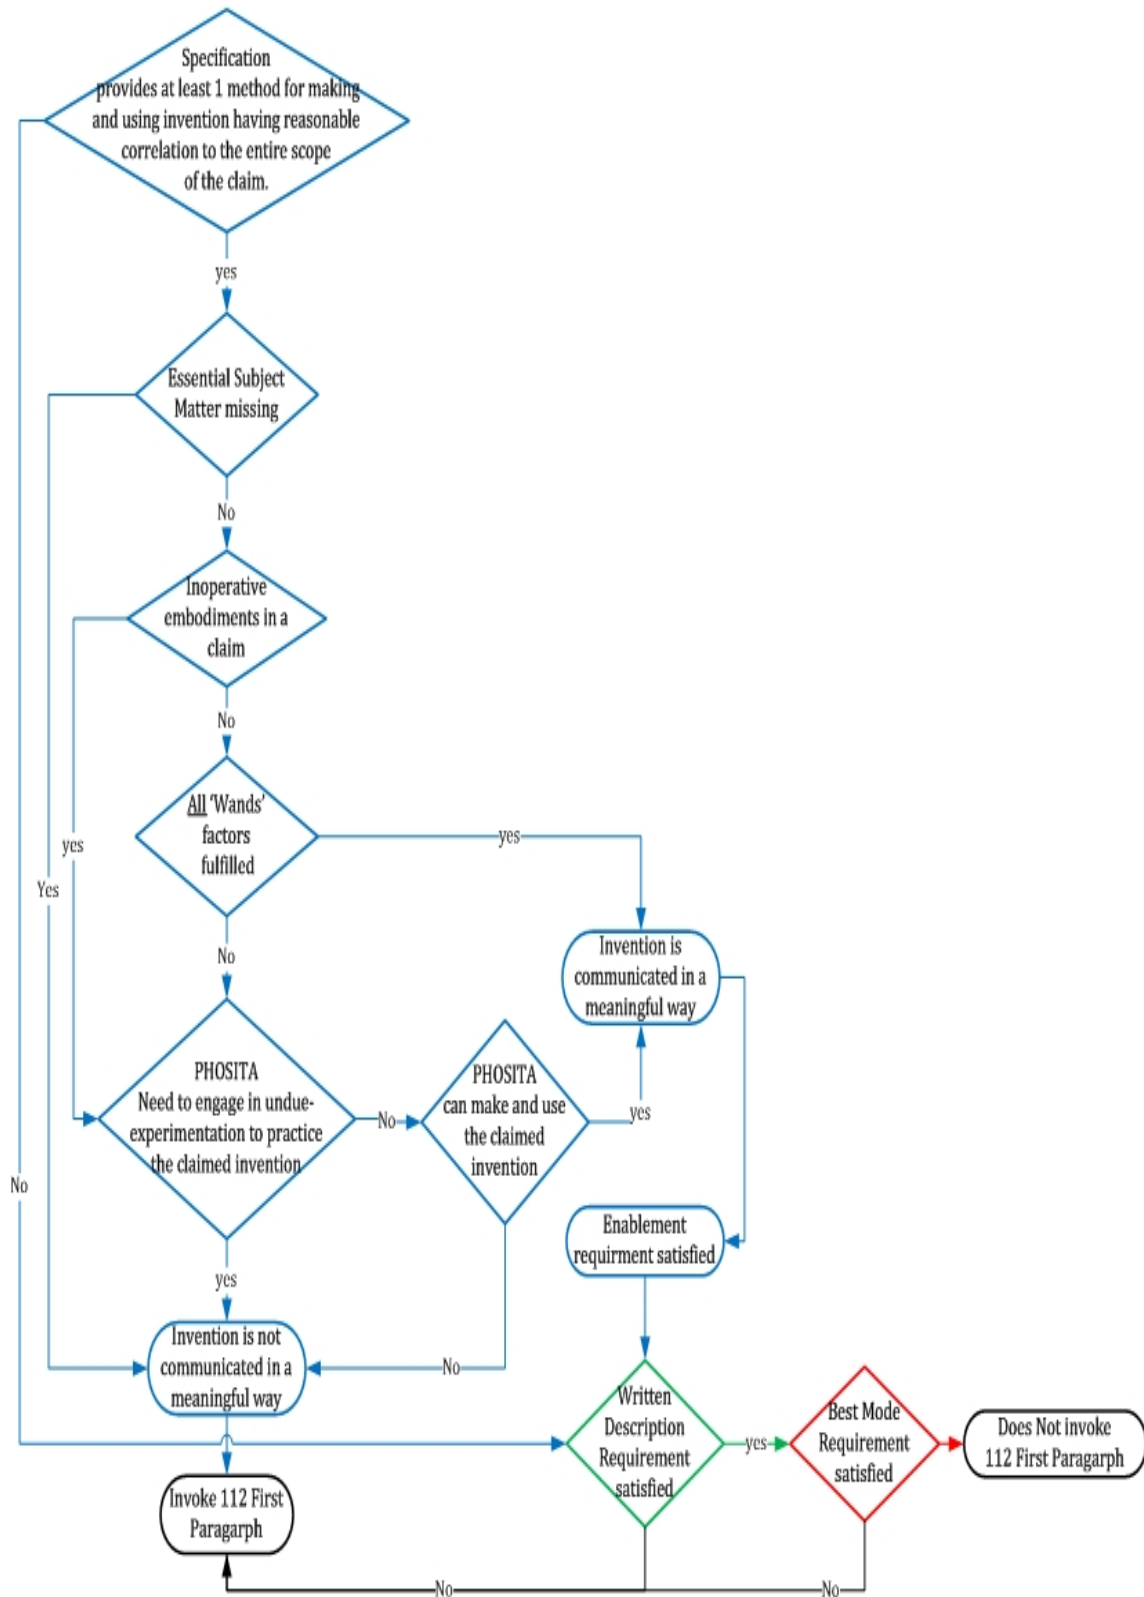 Specification
provides at least 1 method for making
and using invention having reasonable
correlation to the entire scope
of the claim.
yes
Essential Subject
Matter missing
No
Inoperative
embodiments in a
claim
No
All ‘Wands’
factors
fulfilled
yes
yes
Yes
No
Invention is
communicated in a
meaningful way
PHOSITA
Need to engage in undue-
experimentation to practice
the claimed invention
No
PHOSITA
can make and use
the claimed
invention
yes
No
Enablement
requirment satisfied
yes
Invention is not
communicated in a
meaningful way
No
Written
Description
Requirement
satisfied
yes
Best Mode
Requirement
satisfied
Does Not invoke
112 First Paragarph
Invoke 112 First
Paragarph
No
No